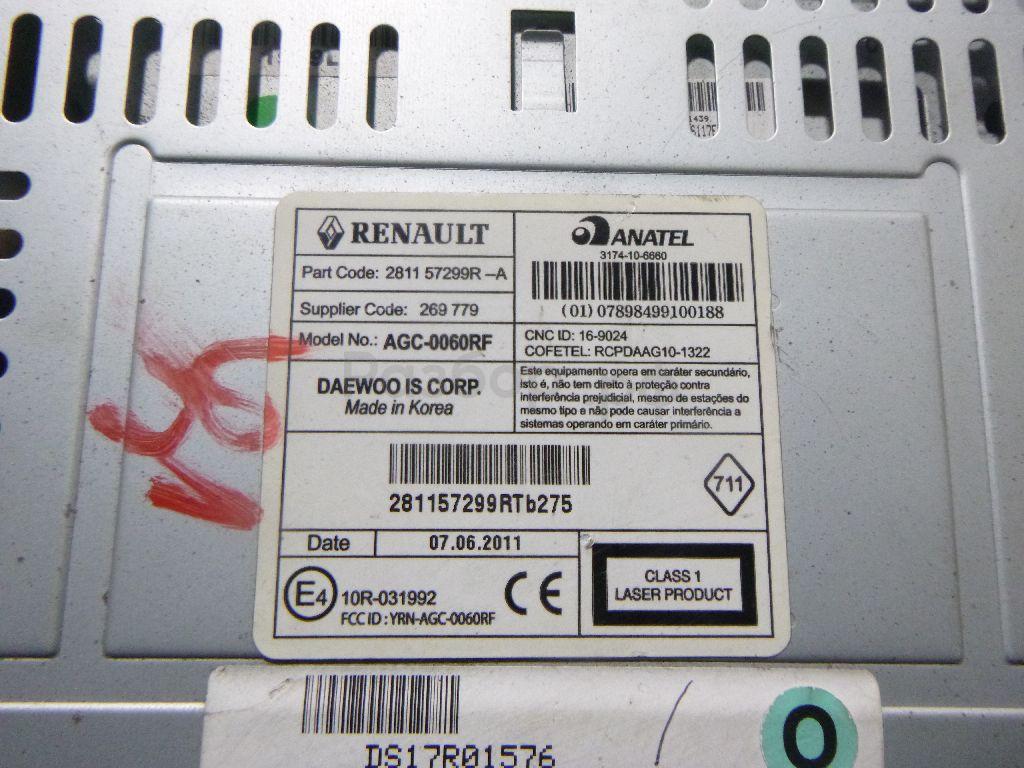 1439.
S117F
RENAULT
Part Code: 2811 57299R –A
Supplier Code: 269 779
Model No.: AGC-0060RF
DAEWOO IS CORP.
Made in Korea
ANATEL
3174-10-6660
(01) 07898499100188
CNC ID: 16-9024
COFETEL: RCPDAAG10-1322
Este equipamento opera em caráter secundário,
isto é, não tem direito à proteção contra
interferência prejudicial, mesmo de estações do
mesmo tipo e não pode causar interferência a
sistemas operando em caráter primário.
281157299RTb275
711
Date 07.06.2011
E4 10R-031992
FCC ID : YRN-AGC-0060RF
CE
CLASS 1
LASER PRODUCT
DS17R01576
O